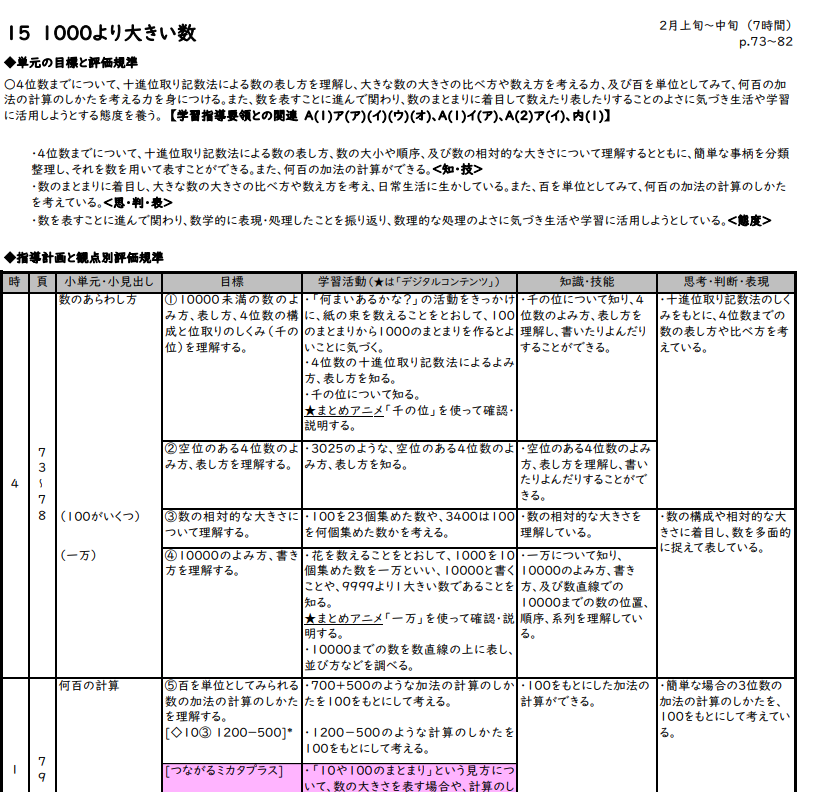 15 1000より大きい数
2月上旬～中旬 （7時間）
p.73～82
◆単元の目標と評価規準
○4位数までについて、十進位取り記数法による数の表し方を理解し、大きな数の大きさの比べ方や数え方を考える力、及び百を単位としてみて、何百の加
法の計算のしかたを考える力を身につける。また、数を表すことに進んで関わり、数のまとまりに着目して数えたり表したりすることのよさに気づき生活や学習
に活用しようとする態度を養う。【学習指導要領との関連 A(1)ア(ア)(イ)(ウ)(オ)、A(1)イ(ア)、A(2)ア(イ)、内(1)】
・4位数までについて、十進位取り記数法による数の表し方、数の大小や順序、及び数の相対的な大きさについて理解するとともに、簡単な事柄を分類
整理し、それを数を用いて表すことができる。また、何百の加法の計算ができる。<知・技>
・数のまとまりに着目し、大きな数の大きさの比べ方や数え方を考え、日常生活に生かしている。また、百を単位としてみて、何百の加法の計算のしかた
を考えている。<思・判・表>
・数を表すことに進んで関わり、数学的に表現・処理したことを振り返り、数理的な処理のよさに気づき生活や学習に活用しようとしている。<態度>
◆指導計画と観点別評価規準
時 頁 小単元・小見出し 目標 学習活動（★は「デジタルコンテンツ」） 知識・技能 思考・判断・表現
4
73～78
数のあらわし方
①10000未満の数のよ
み方、表し方、4位数の構
成と位取りのしくみ（千の
位）を理解する。
・「何まいあるかな？」の活動をきっかけ
に、紙の束を数えることをとおして、100
のまとまりから1000のまとまりを作るとよ
いことに気づく。
・4位数の十進位取り記数法によるよみ
方、表し方を知る。
・千の位について知る。
★まとめアニメ「千の位」を使って確認・
説明する。
・千の位について知り、4
位数のよみ方、表し方を
理解し、書いたりよんだり
することができる。
・十進位取り記数法のしく
みをもとに、4位数までの
数の表し方や比べ方を考
えている。
②空位のある4位数のよ
み方、表し方を理解する。
・3025のような、空位のある4位数のよ
み方、表し方を知る。
・空位のある4位数のよみ
方、表し方を理解し、書い
たりよんだりすることがで
きる。
（100がいくつ）
③数の相対的な大きさに
ついて理解する。
・100を23個集めた数や、3400は100
を何個集めた数かを考える。
・数の相対的な大きさを
理解している。
・数の構成や相対的な大
きさに着目し、数を多面的
に捉えて表している。
（一万）
④10000のよみ方、書き
方を理解する。
・花を数えることをとおして、1000を10
個集めた数を一万といい、10000と書く
ことや、9999より1大きい数であることを
知る。
★まとめアニメ「一万」を使って確認・説
明する。
・10000までの数を数直線の上に表し、
並び方などを調べる。
・一万について知り、
10000のよみ方、書き
方、及び数直線での
10000までの数の位置、
順序、系列を理解してい
る。
1
79
何百の計算
⑤百を単位としてみられる
数の加法の計算のしかた
を理解する。
[◇10③ 1200−500]*
・700+500のような加法の計算のしか
たを100をもとにして考える。
・1200−500のような計算のしかたを
100をもとにして考える。
・100をもとにした加法の
計算ができる。
・簡単な場合の3位数の
加法の計算のしかたを、
100をもとにして考えてい
る。
[つながるミカタプラス]
・「10や100のまとまり」という見方につ
いて、数の大きさを表す場合や、計算のし